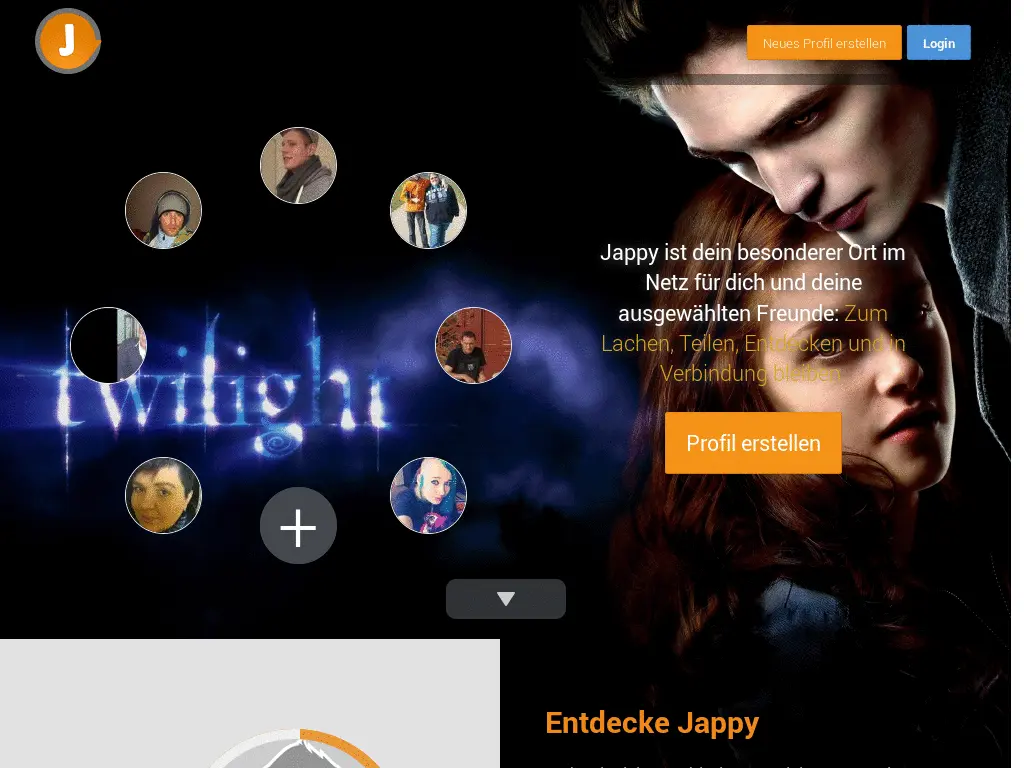 J
Neues Profil erstellen
Login
Jappy ist dein besonderer Ort im
Netz für dich und deine
ausgewählten Freunde: Zum
Lachen, Teilen, Entdecken und in
Verbindung bleiben
twilight
Profil erstellen
Entdecke Jappy